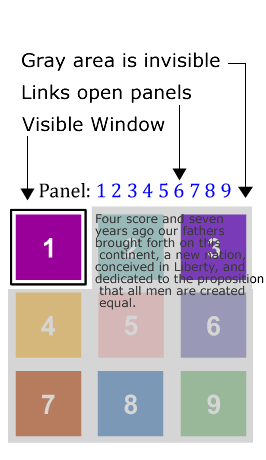 Gray area is invisible
Links open panels
Visible Window
Panel: 1 2 3 4 5 6 7 8 9
1 2 3
Four score and seven
years ago our fathers
brought forth on this
continent, a new nation,
conceived in Liberty, and
dedicated to the proposition
that all men are created
equal.
4 5 6
7 8 9